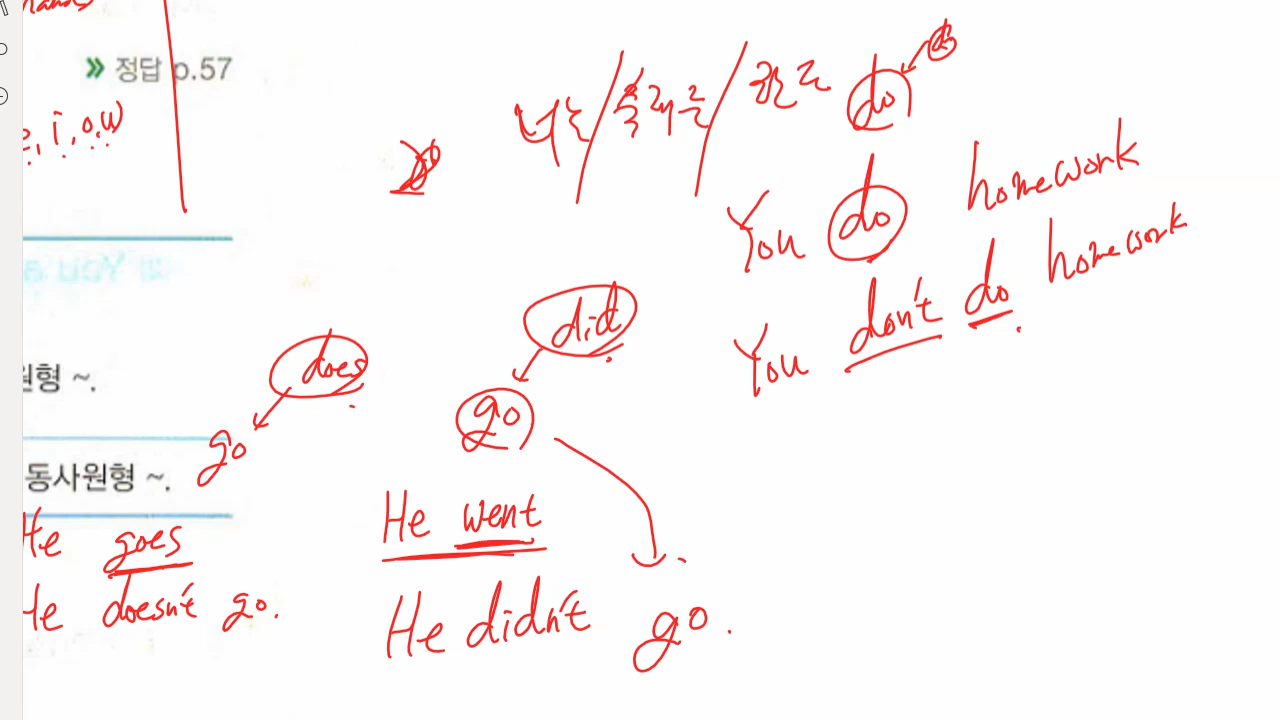 » 정답 p.57
i, o, u
너는 / 숙제를 / 한다 do do
You do homework
You don't do homework
does
go
did
go
원형 ~.
동사원형 ~.
He goes
He doesn't go.
He went
He didn't go.